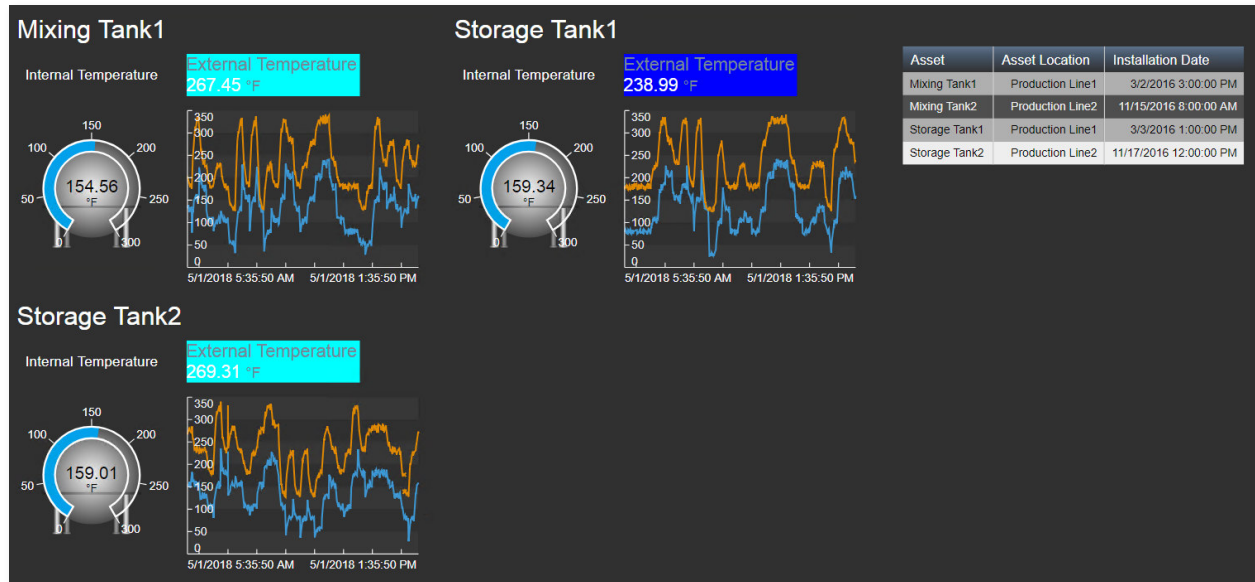 Mixing Tank1
Internal Temperature
External Temperature
267.45 °F
150
100
200
50
250
0
300
154.56
°F
350
300
250
200
150
100
50
0
5/1/2018 5:35:50 AM 5/1/2018 1:35:50 PM
Storage Tank1
Internal Temperature
External Temperature
238.99 °F
150
100
200
50
250
0
300
159.34
°F
350
300
250
200
150
100
50
0
5/1/2018 5:35:50 AM 5/1/2018 1:35:50 PM
Asset Asset Location Installation Date
Mixing Tank1 Production Line1 3/2/2016 3:00:00 PM
Mixing Tank2 Production Line2 11/15/2016 8:00:00 AM
Storage Tank1 Production Line1 3/3/2016 1:00:00 PM
Storage Tank2 Production Line2 11/17/2016 12:00:00 PM
Storage Tank2
Internal Temperature
External Temperature
269.31 °F
150
100
200
50
250
0
300
159.01
°F
350
300
250
200
150
100
50
0
5/1/2018 5:35:50 AM 5/1/2018 1:35:50 PM